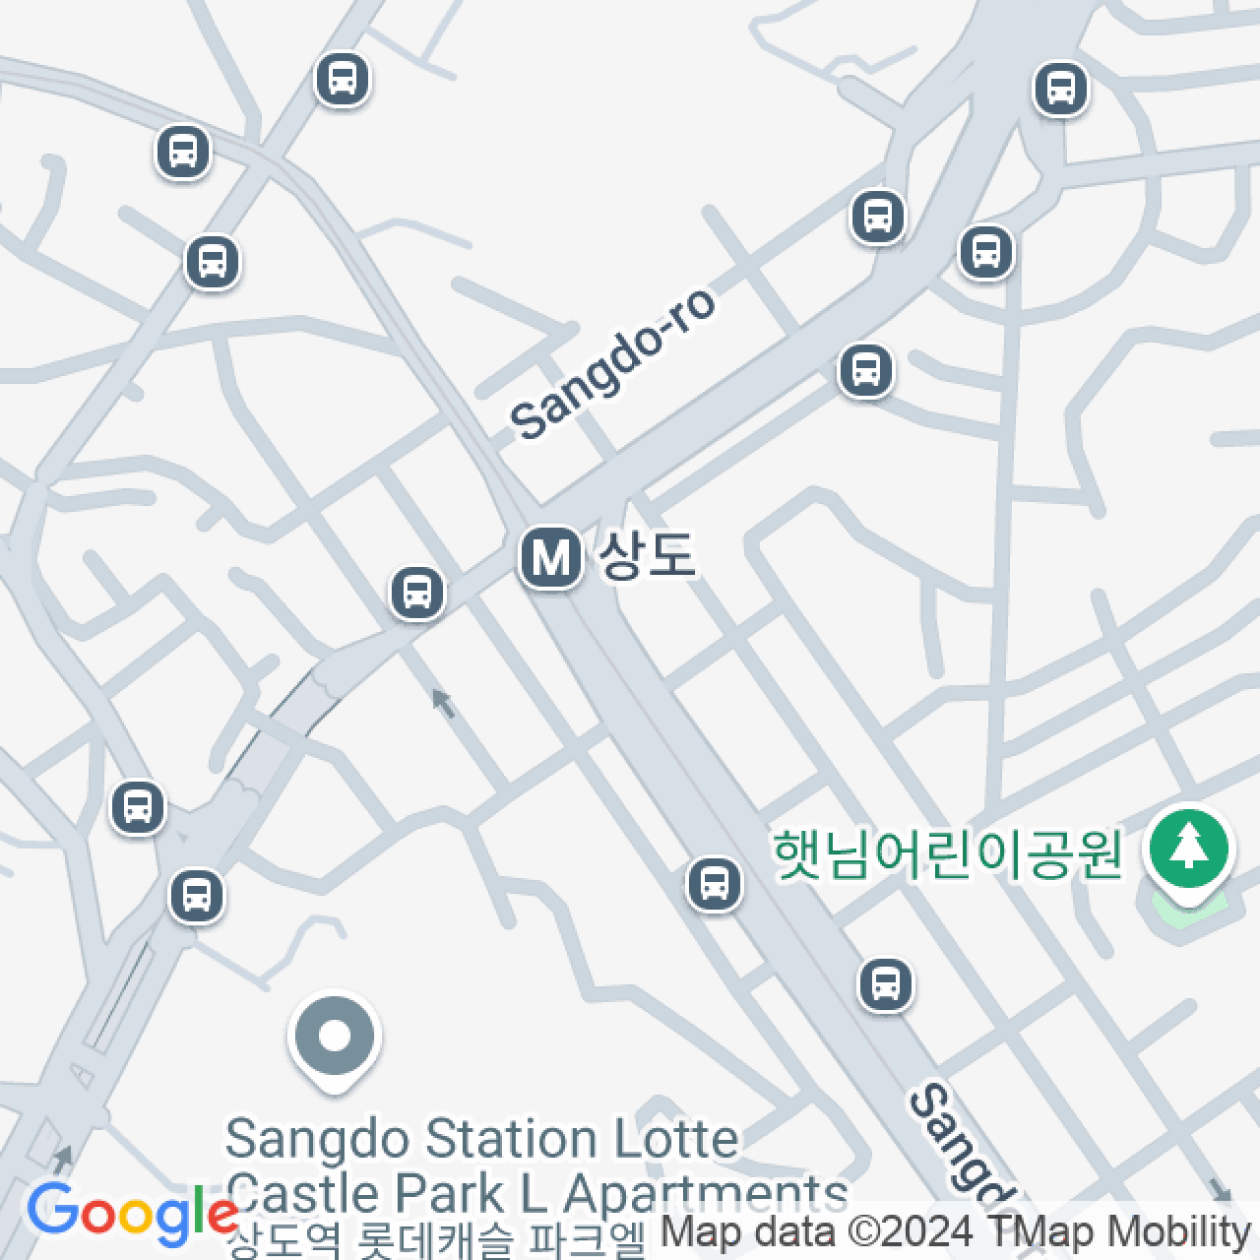 Sangdo-ro
M 상도
햇님어린이공원
Sangdo
Sangdo Station Lotte
Castle Park L Apartments
상도역 롯데캐슬 파크엘
Google
Map data ©2024 TMap Mobility